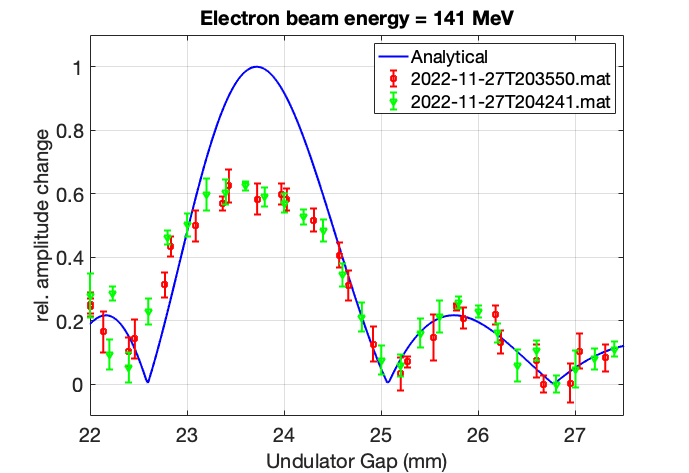 Electron beam energy = 141 MeV
Analytical
2022-11-27T203550.mat
2022-11-27T204241.mat
rel. amplitude change
1
0.8
0.6
0.4
0.2
0
22 23 24 25 26 27
Undulator Gap (mm)